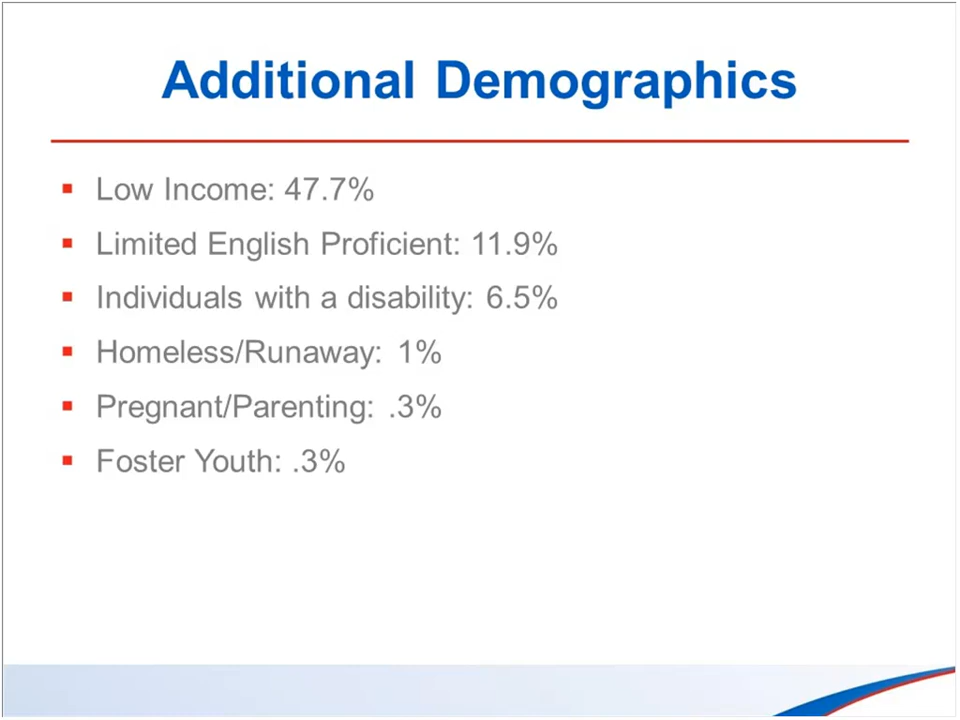 Additional Demographics
▪ Low Income: 47.7%
▪ Limited English Proficient: 11.9%
▪ Individuals with a disability: 6.5%
▪ Homeless/Runaway: 1%
▪ Pregnant/Parenting: .3%
▪ Foster Youth: .3%